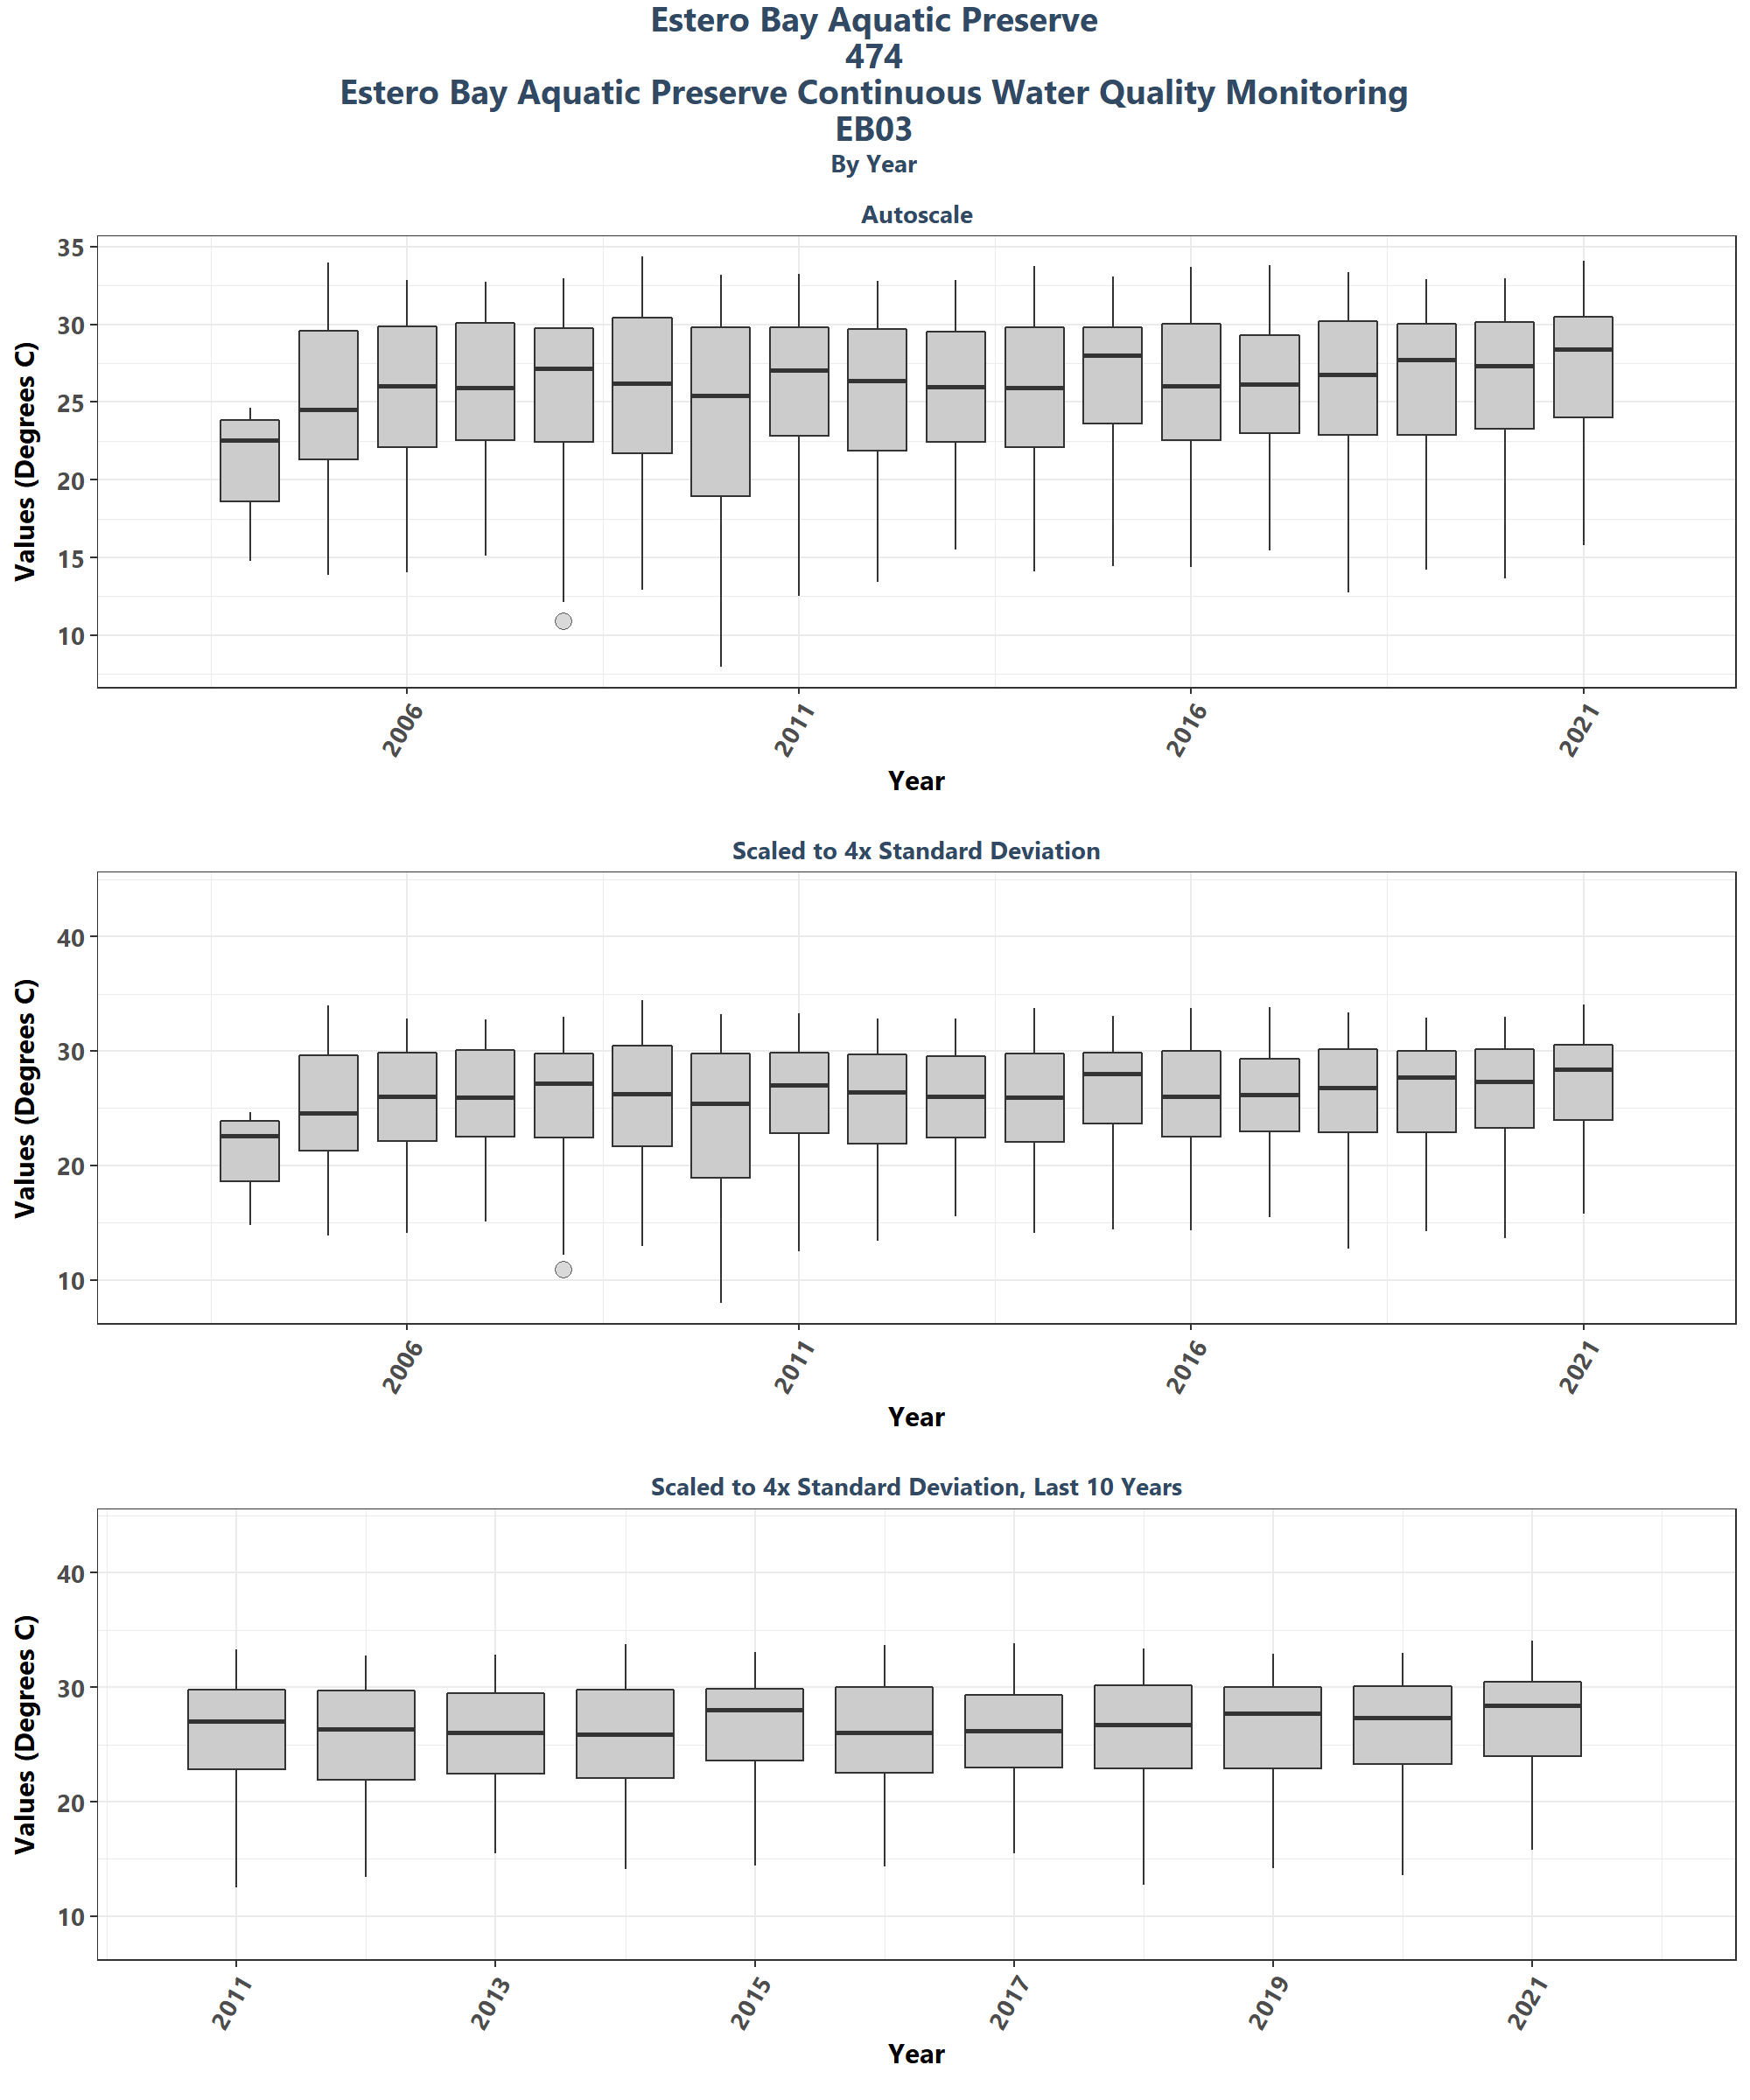 Estero Bay Aquatic Preserve
474
Estero Bay Aquatic Preserve Continuous Water Quality Monitoring
EB03
By Year
Autoscale
Values (Degrees C)
35
30
25
20
15
10
2006
2011
2016
2021
Year
Scaled to 4x Standard Deviation
Values (Degrees C)
40
30
20
10
2006
2011
2016
2021
Year
Scaled to 4x Standard Deviation, Last 10 Years
Values (Degrees C)
40
30
20
10
2011
2013
2015
2017
2019
2021
Year